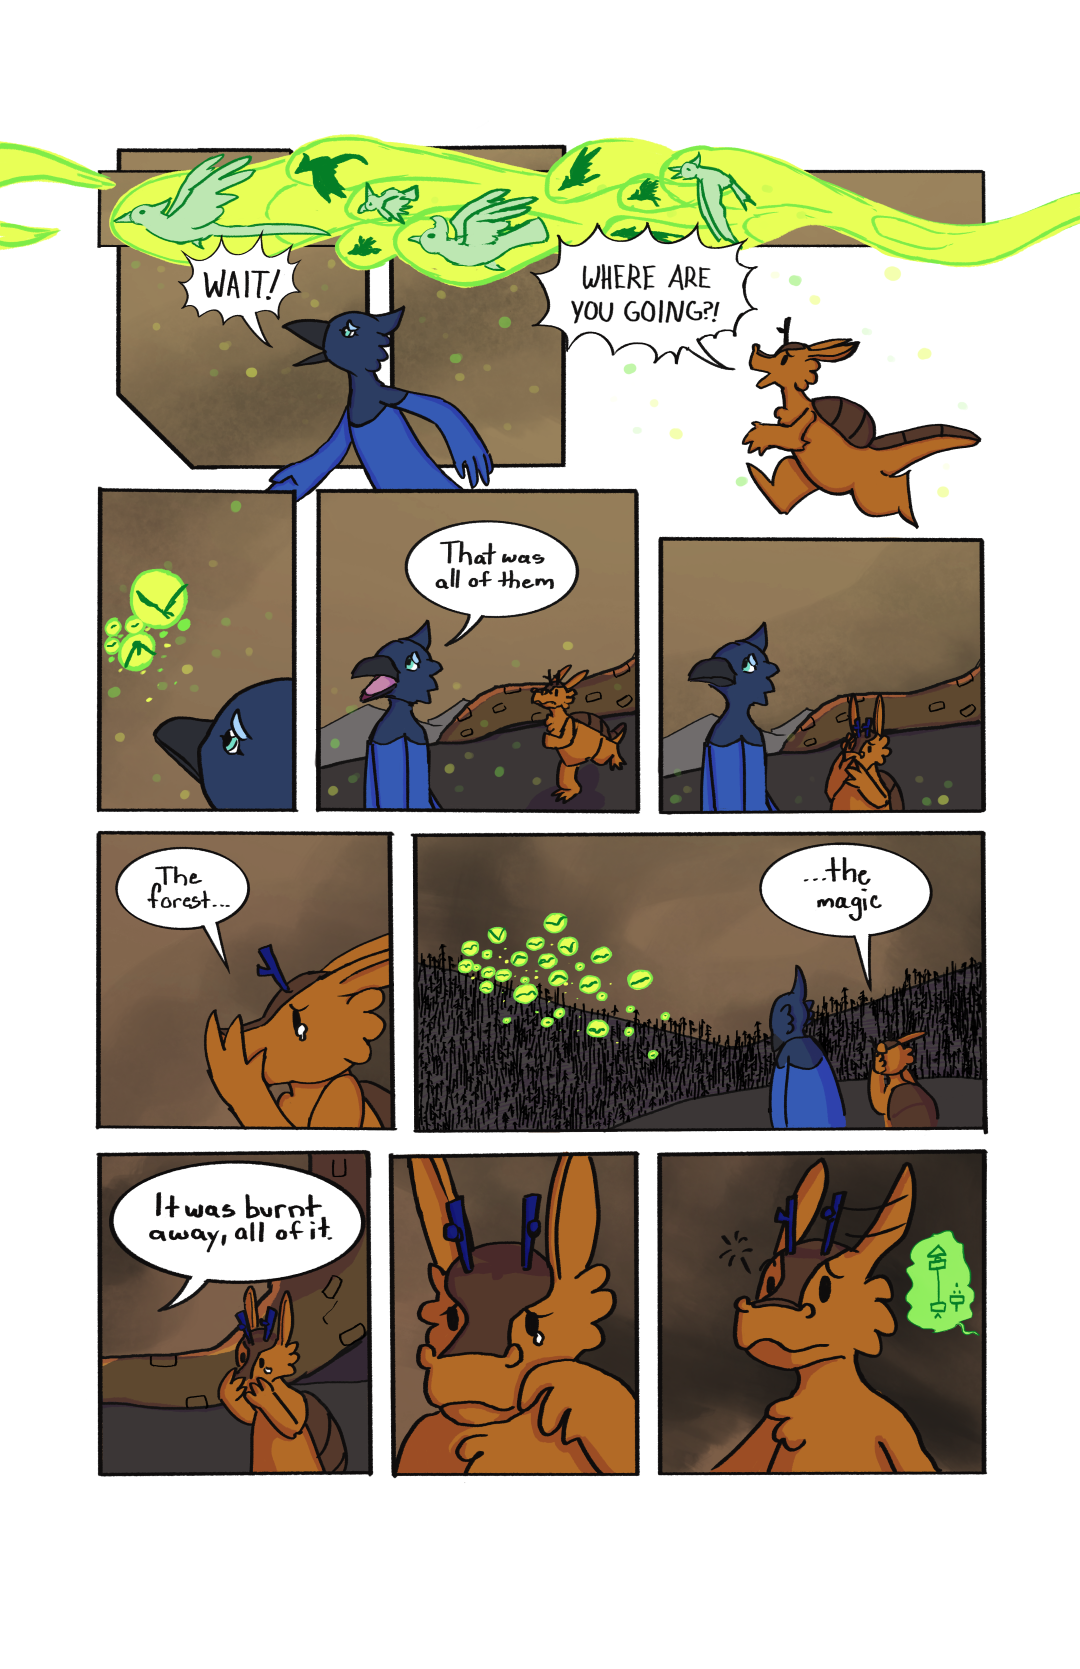 WAIT!
WHERE ARE
YOU GOING?!
That was
all of them
The
forest...
...the
magic
It was burnt
away, all of it.